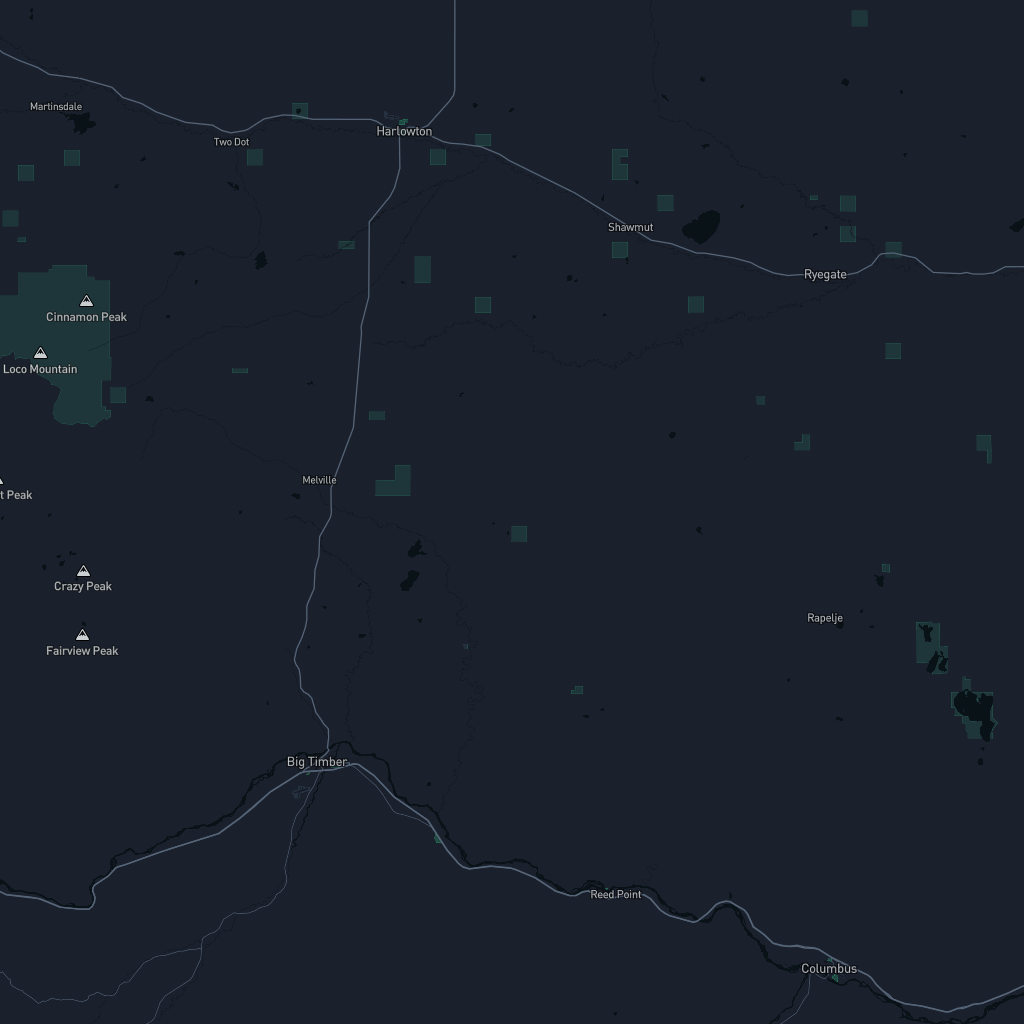 Martinsdale
Harlowton
Two Dot
Shawmut
Ryegate
Cinnamon Peak
Loco Mountain
Melville
t Peak
Crazy Peak
Rapelje
Fairview Peak
Big Timber
Reed Point
Columbus